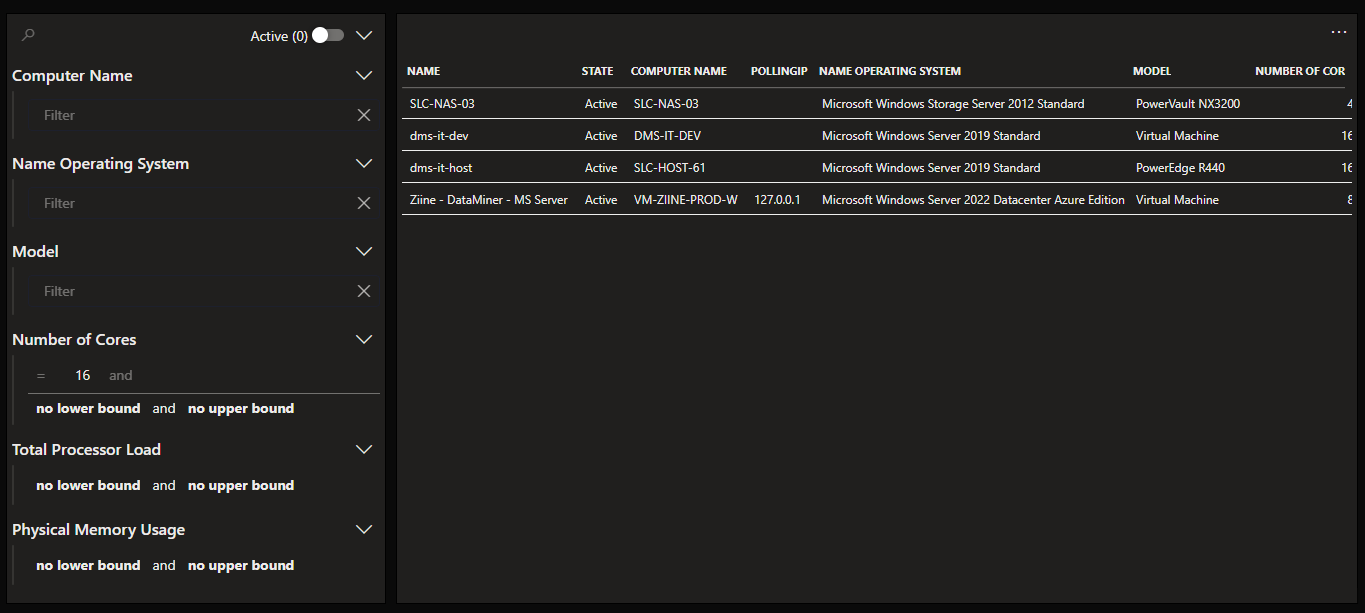 Active (0)
Computer Name
Filter
Name Operating System
Filter
Model
Filter
Number of Cores
= 16 and
no lower bound and no upper bound
Total Processor Load
no lower bound and no upper bound
Physical Memory Usage
no lower bound and no upper bound
...
NAME STATE COMPUTER NAME POLLINGIP NAME OPERATING SYSTEM MODEL NUMBER OF COR
SLC-NAS-03 Active SLC-NAS-03 Microsoft Windows Storage Server 2012 Standard PowerVault NX3200 4
dms-it-dev Active DMS-IT-DEV Microsoft Windows Server 2019 Standard Virtual Machine 16
dms-it-host Active SLC-HOST-61 Microsoft Windows Server 2019 Standard PowerEdge R440 16
Ziine - DataMiner - MS Server Active VM-ZIINE-PROD-W 127.0.0.1 Microsoft Windows Server 2022 Datacenter Azure Edition Virtual Machine 8